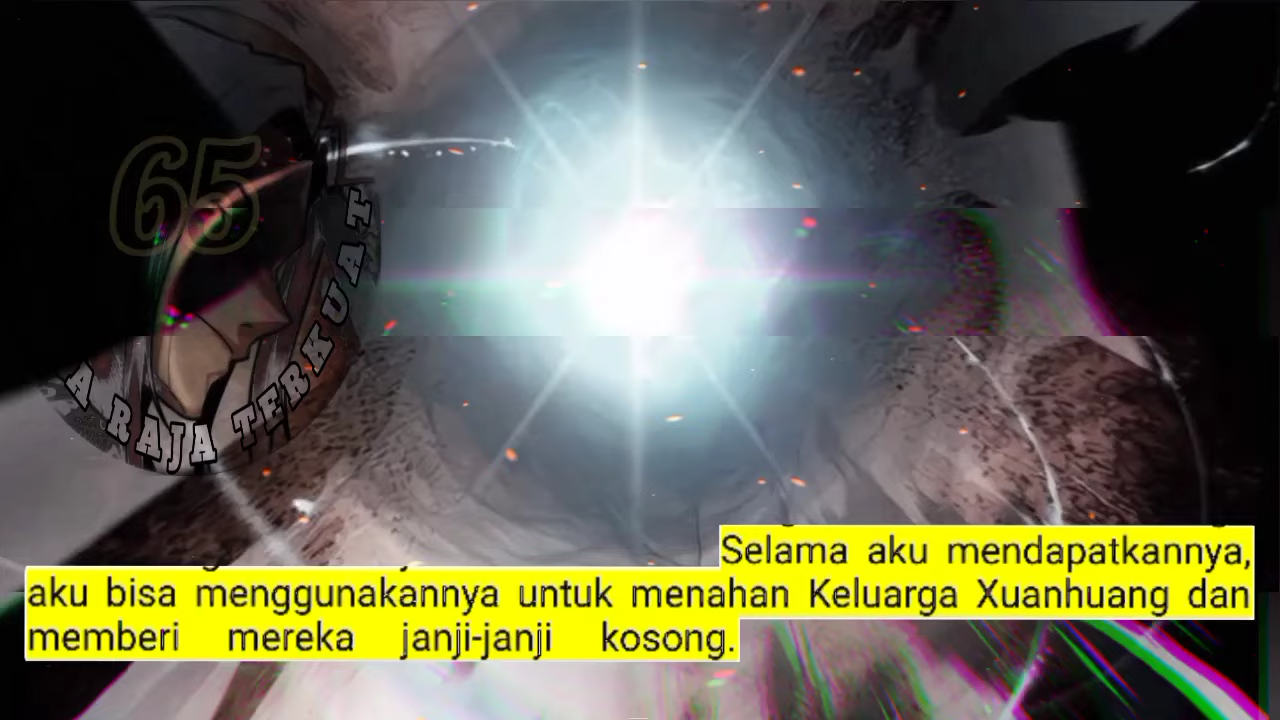 65
A RAJA TERKUAT
Selama aku mendapatkannya,
aku bisa menggunakannya untuk menahan Keluarga Xuanhuang dan
memberi mereka janji-janji kosong.